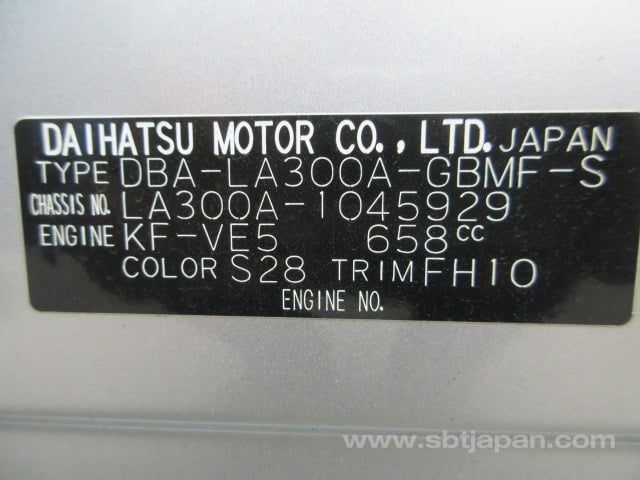 DAIHATSU MOTOR CO., LTD. JAPAN
TYPE DBA-LA300A-GBMF-S
CHASSIS NO. LA300A-1045929
ENGINE KF-VE5 658cc
COLOR S28 TRIM FH10
ENGINE NO.
www.sbtjapan.com